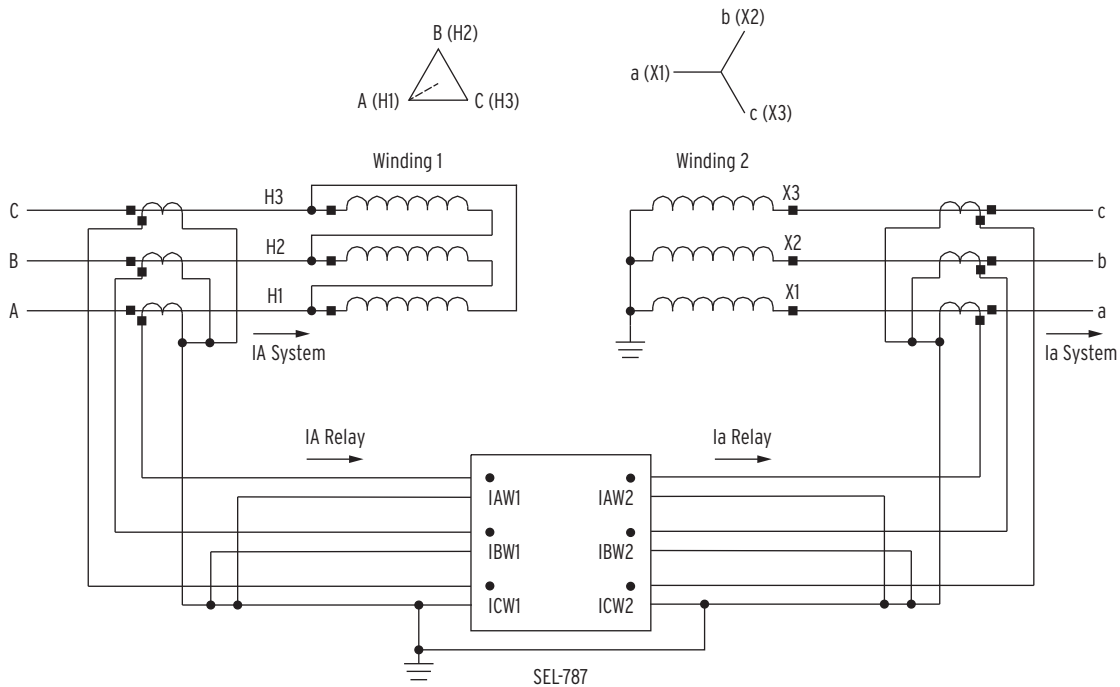 B (H2)
A (H1)
C (H3)
b (X2)
a (X1)
c (X3)
Winding 1
Winding 2
C
H3
X3
c
B
H2
X2
b
A
H1
X1
a
IA System
Ia System
IA Relay
Ia Relay
IAW1
IAW2
IBW1
IBW2
ICW1
ICW2
SEL-787